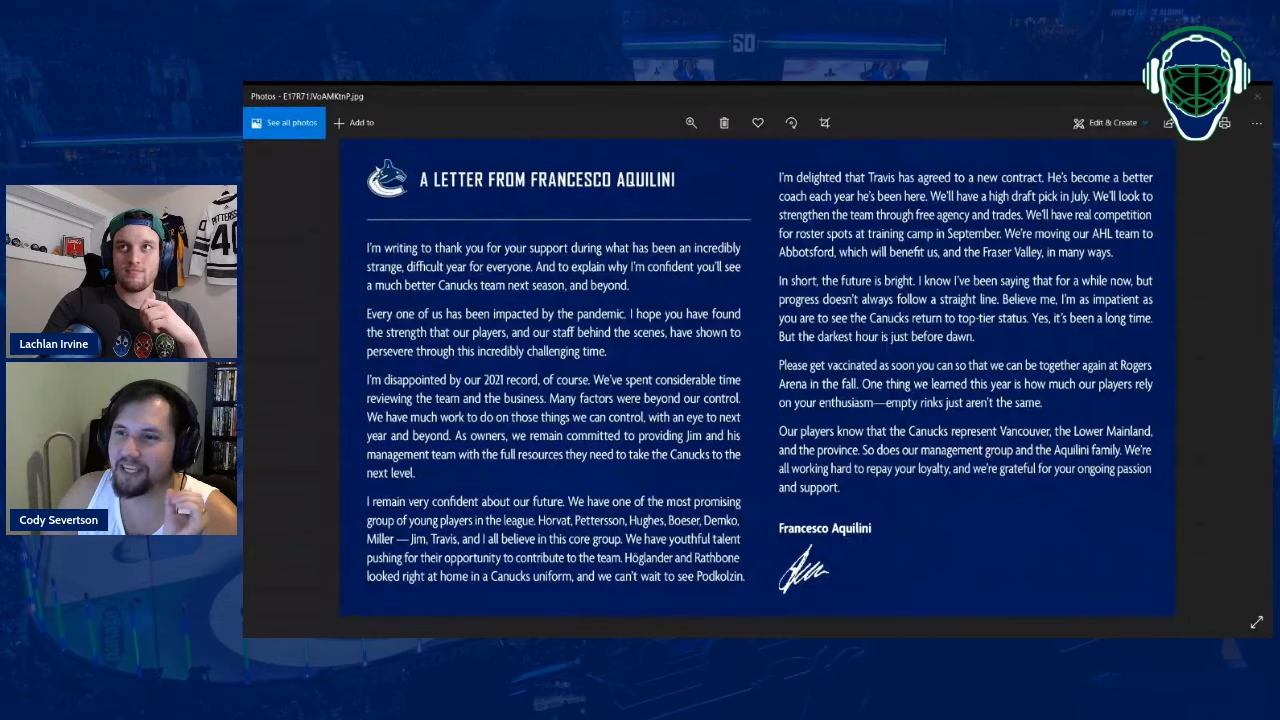 50
Photos - E17R71JVoAMKtnP.jpg
See all photos
Add to
Edit & Create
A LETTER FROM FRANCESCO AQUILINI
I'm writing to thank you for your support during what has been an incredibly
strange, difficult year for everyone. And to explain why I'm confident you'll see
a much better Canucks team next season, and beyond.
Every one of us has been impacted by the pandemic. I hope you have found
the strength that our players, and our staff behind the scenes, have shown to
persevere through this incredibly challenging time.
I'm disappointed by our 2021 record, of course. We've spent considerable time
reviewing the team and the business. Many factors were beyond our control.
We have much work to do on those things we can control, with an eye to next
year and beyond. As owners, we remain committed to providing Jim and his
management team with the full resources they need to take the Canucks to the
next level.
I remain very confident about our future. We have one of the most promising
group of young players in the league. Horvat, Pettersson, Hughes, Boeser, Demko,
Miller — Jim, Travis, and I all believe in this core group. We have youthful talent
pushing for their opportunity to contribute to the team. Höglander and Rathbone
looked right at home in a Canucks uniform, and we can't wait to see Podkolzin.
I'm delighted that Travis has agreed to a new contract. He's become a better
coach each year he's been here. We'll have a high draft pick in July. We'll look to
strengthen the team through free agency and trades. We'll have real competition
for roster spots at training camp in September. We're moving our AHL team to
Abbotsford, which will benefit us, and the Fraser Valley, in many ways.
In short, the future is bright. I know I've been saying that for a while now, but
progress doesn't always follow a straight line. Believe me, I'm as impatient as
you are to see the Canucks return to top-tier status. Yes, it's been a long time.
But the darkest hour is just before dawn.
Please get vaccinated as soon you can so that we can be together again at Rogers
Arena in the fall. One thing we learned this year is how much our players rely
on your enthusiasm—empty rinks just aren't the same.
Our players know that the Canucks represent Vancouver, the Lower Mainland,
and the province. So does our management group and the Aquilini family. We're
all working hard to repay your loyalty, and we're grateful for your ongoing passion
and support.
Francesco Aquilini
Lachlan Irvine
Cody Severtson